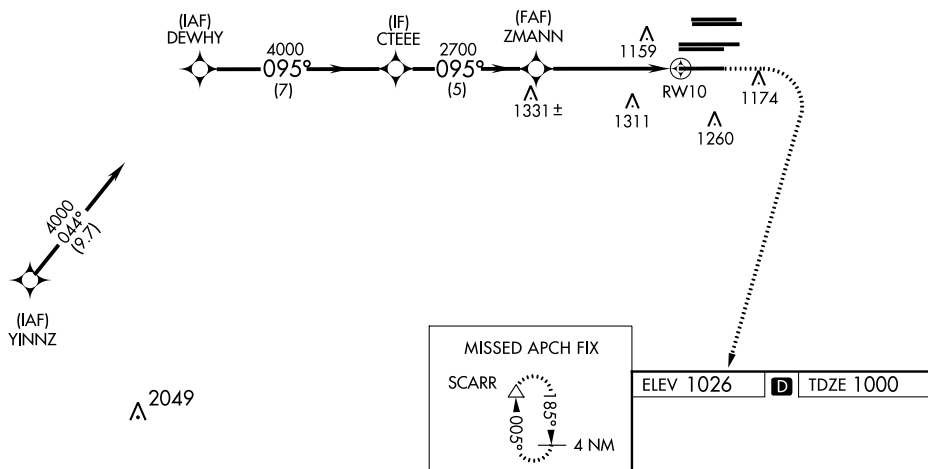 (IAF)
DEWHY
4000
095°
(7)
(IF)
CTEEE
2700
095°
(5)
(FAF)
ZMANN
1331 ±
1159
1311
RW10
1260
1174
4000
044°
(9.7)
(IAF)
YINNZ
2049
MISSED APCH FIX
SCARR
185°
005°
4 NM
ELEV 1026
D
TDZE 1000